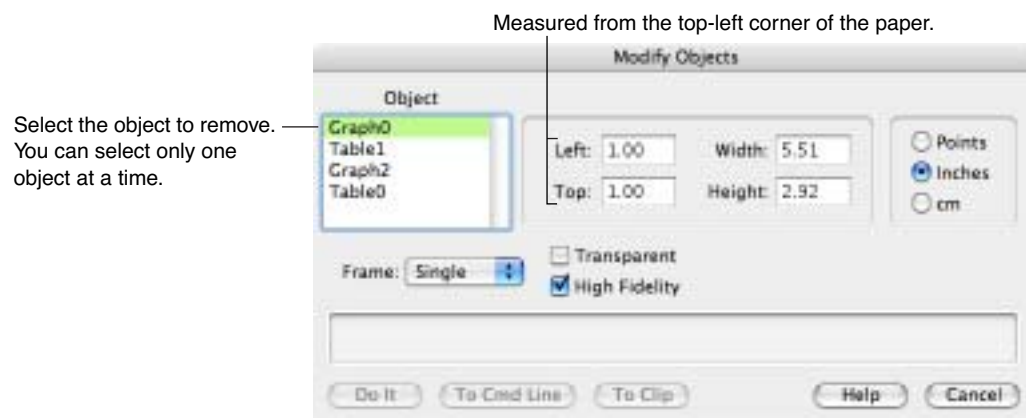 Measured from the top-left corner of the paper.
Modify Objects
Object
Select the object to remove.
You can select only one
object at a time.
Graph0
Table1
Graph2
Table0
Left: 1.00 Width: 5.51
Top: 1.00 Height: 2.92
Points
Inches
cm
Frame: Single
Transparent
High Fidelity
Do It To Cmd Line To Clip Help Cancel